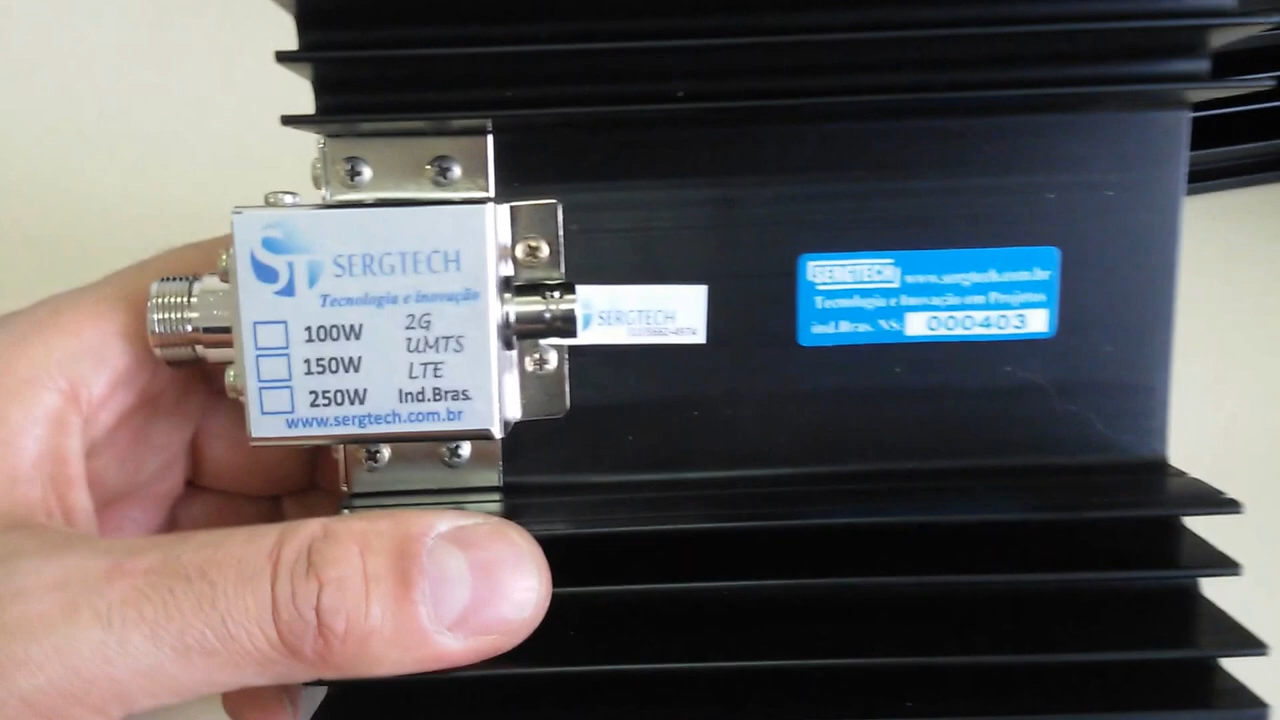 ST SERGTECH
Tecnologia e inovação
100W 2G
UMTS
150W LTE
250W Ind.Bras.
www.sergtech.com.br
SERGTECH
SERGTECH www.sergtech.com.br
Tecnologia e Inovação em Projetos
ind.Bras. NS. 000403